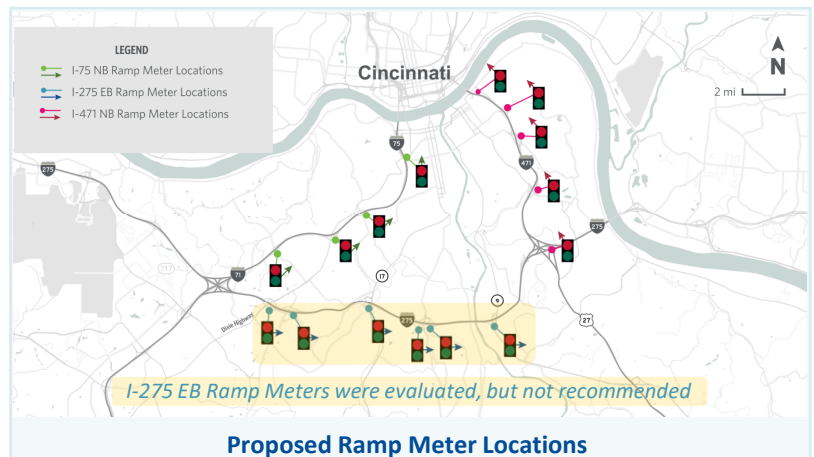 LEGEND
I-75 NB Ramp Meter Locations
I-275 EB Ramp Meter Locations
I-471 NB Ramp Meter Locations
Cincinnati
N
2 mi
75
471
275
275
717
71
17
9
27
Dixie Highway
275
I-275 EB Ramp Meters were evaluated, but not recommended
Proposed Ramp Meter Locations